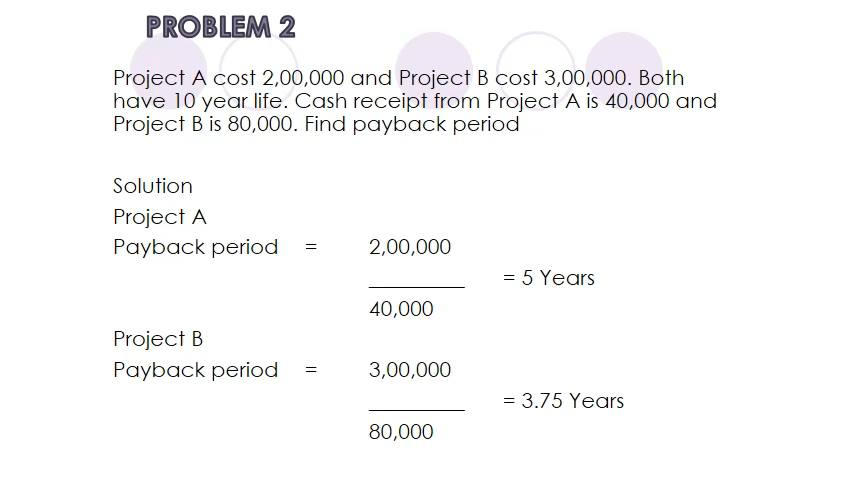 PROBLEM 2
Project A cost 2,00,000 and Project B cost 3,00,000. Both
have 10 year life. Cash receipt from Project A is 40,000 and
Project B is 80,000. Find payback period
Solution
Project A
Payback period = 2,00,000
_________ = 5 Years
40,000
Project B
Payback period = 3,00,000
_________ = 3.75 Years
80,000